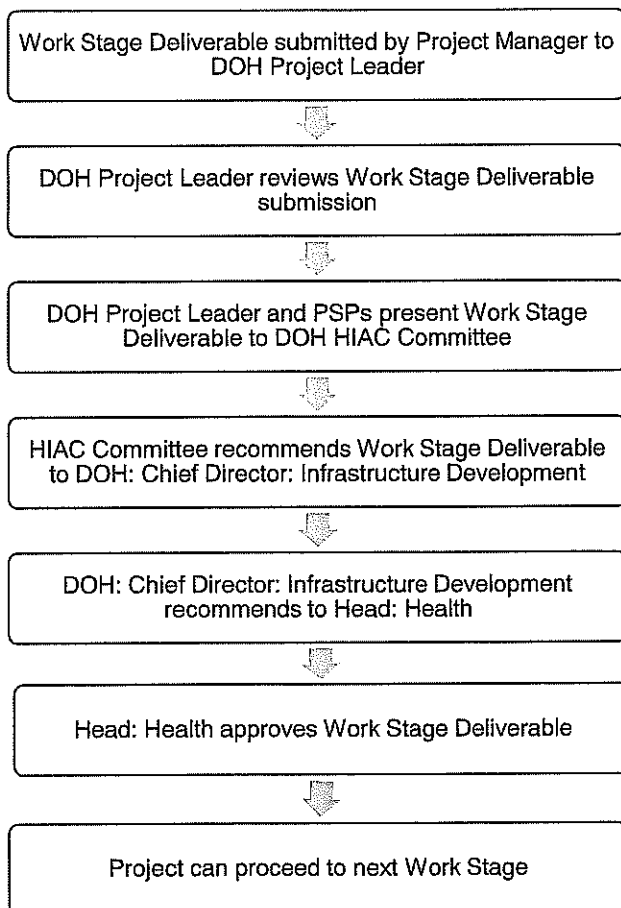 Work Stage Deliverable submitted by Project Manager to
DOH Project Leader
DOH Project Leader reviews Work Stage Deliverable
submission
DOH Project Leader and PSPs present Work Stage
Deliverable to DOH HIAC Committee
HIAC Committee recommends Work Stage Deliverable
to DOH: Chief Director: Infrastructure Development
DOH: Chief Director: Infrastructure Development
recommends to Head: Health
Head: Health approves Work Stage Deliverable
Project can proceed to next Work Stage